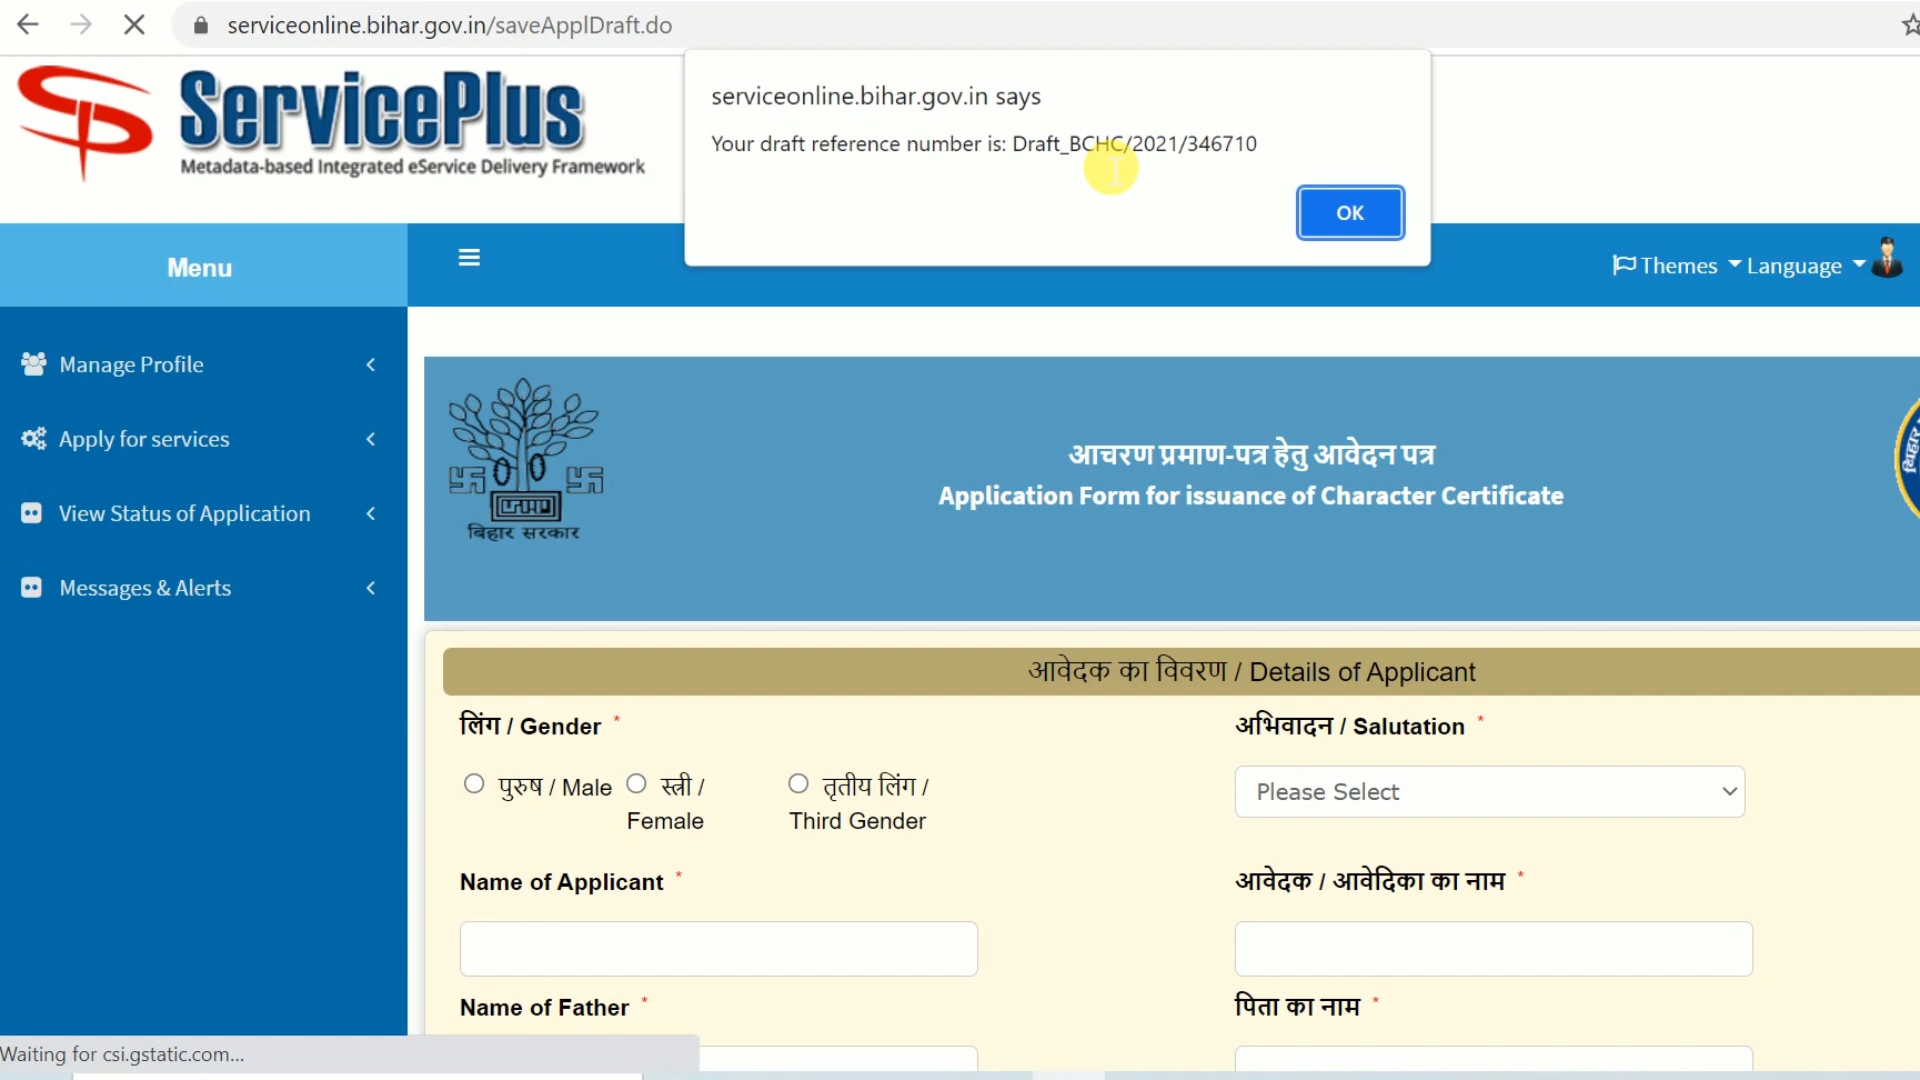 serviceonline.bihar.gov.in/saveApplDraft.do
ServicePlus
Metadata-based Integrated eService Delivery Framework
serviceonline.bihar.gov.in says
Your draft reference number is: Draft_BCHC/2021/346710
OK
Menu
Themes
Language
Manage Profile
Apply for services
View Status of Application
Messages & Alerts
बिहार सरकार
आचरण प्रमाण-पत्र हेतु आवेदन पत्र
Application Form for issuance of Character Certificate
आवेदक का विवरण / Details of Applicant
लिंग / Gender *
अभिवादन / Salutation *
पुरुष / Male
स्त्री / Female
तृतीय लिंग / Third Gender
Please Select
Name of Applicant *
आवेदक / आवेदिका का नाम *
Name of Father *
पिता का नाम *
Waiting for csi.gstatic.com...